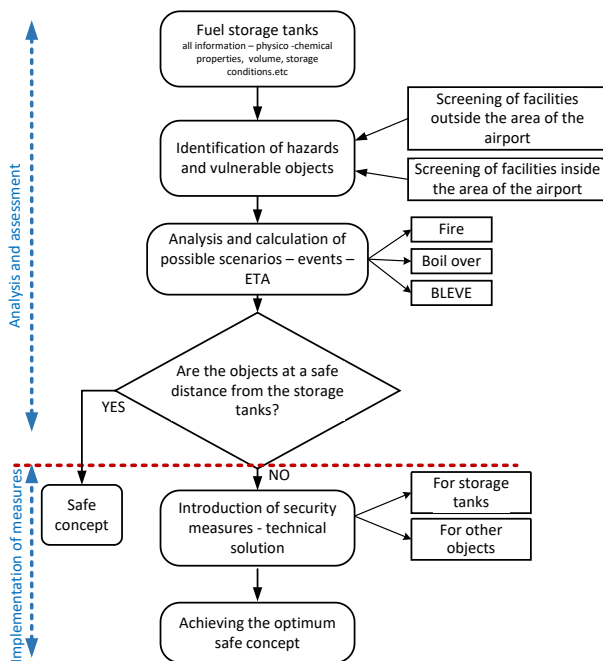 Fuel storage tanks
all information – physico -chemical
properties, volume, storage
conditions.etc
Screening of facilities
outside the area of the
airport
Identification of hazards
and vulnerable objects
Screening of facilities inside
the area of the airport
Analysis and calculation of
possible scenarios – events –
ETA
Fire
Boil over
BLEVE
Analysis and assessment
Are the objects at a safe
distance from the storage
tanks?
YES
NO
Safe
concept
Introduction of security
measures - technical
solution
For storage
tanks
For other
objects
Achieving the optimum
safe concept
Implementation of measures